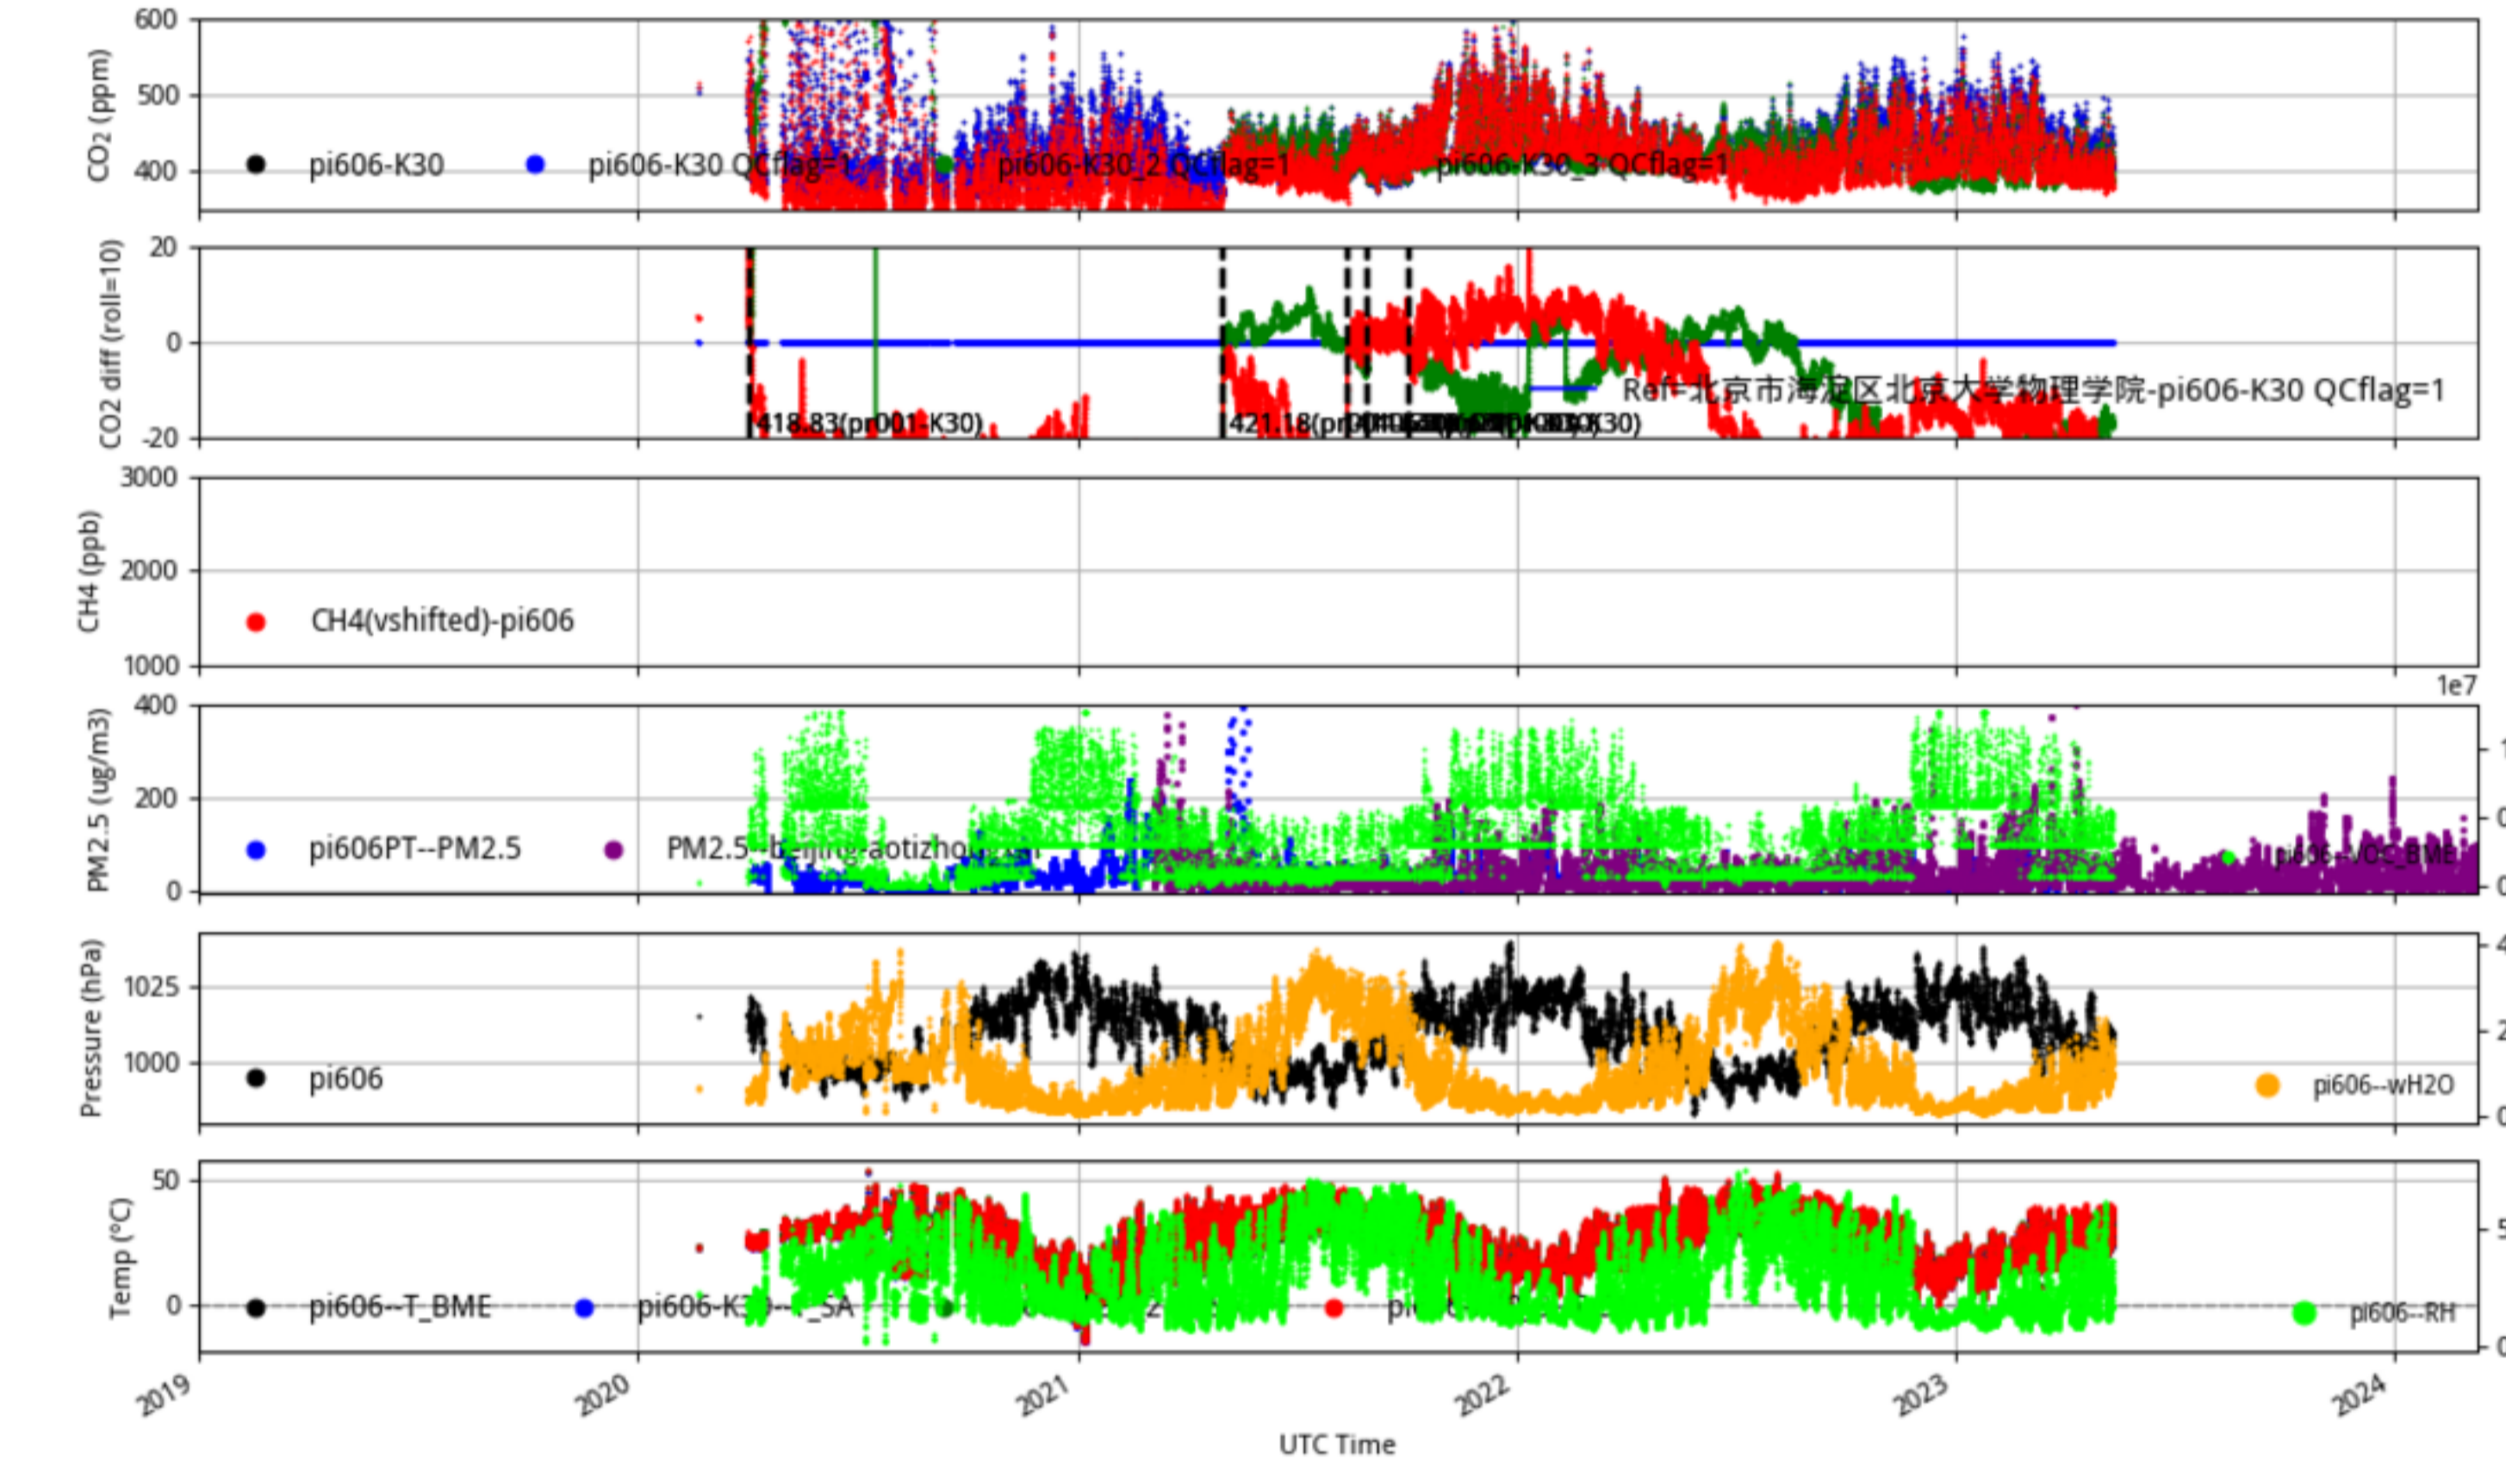 600
CO2 (ppm)
500
400
pi606-K30
pi606-K30 QCflag=1
pi606-K30_2 QCflag=1
pi606-K30_3 QCflag=1
20
CO2 diff (roll=10)
0
-20
Ref=北京市海淀区北京大学物理学院-pi606-K30 QCflag=1
418.83(pr001-K30)
3000
CH4 (ppb)
2000
1000
CH4(vshifted)-pi606
1e7
400
PM2.5 (ug/m3)
200
0
pi606PT--PM2.5
pi606--VOC_BME
1025
Pressure (hPa)
1000
pi606
pi606--wH2O
4
2
0
50
Temp (°C)
0
pi606--T_BME
pi606--RH
5
0
2019
2020
2021
2022
2023
2024
UTC Time